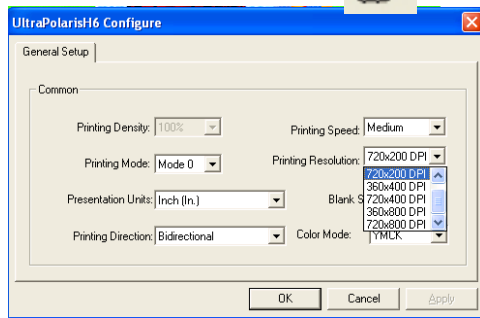 UltraPolarisH6 Configure
General Setup
Common
Printing Density: 100%
Printing Speed: Medium
Printing Mode: Mode 0
Printing Resolution: 720x200 DPI
720x200 DPI
360x400 DPI
720x400 DPI
360x800 DPI
720x800 DPI
Presentation Units: Inch (In.)
Blank S
Printing Direction: Bidirectional
Color Mode: YMCK
OK Cancel Apply